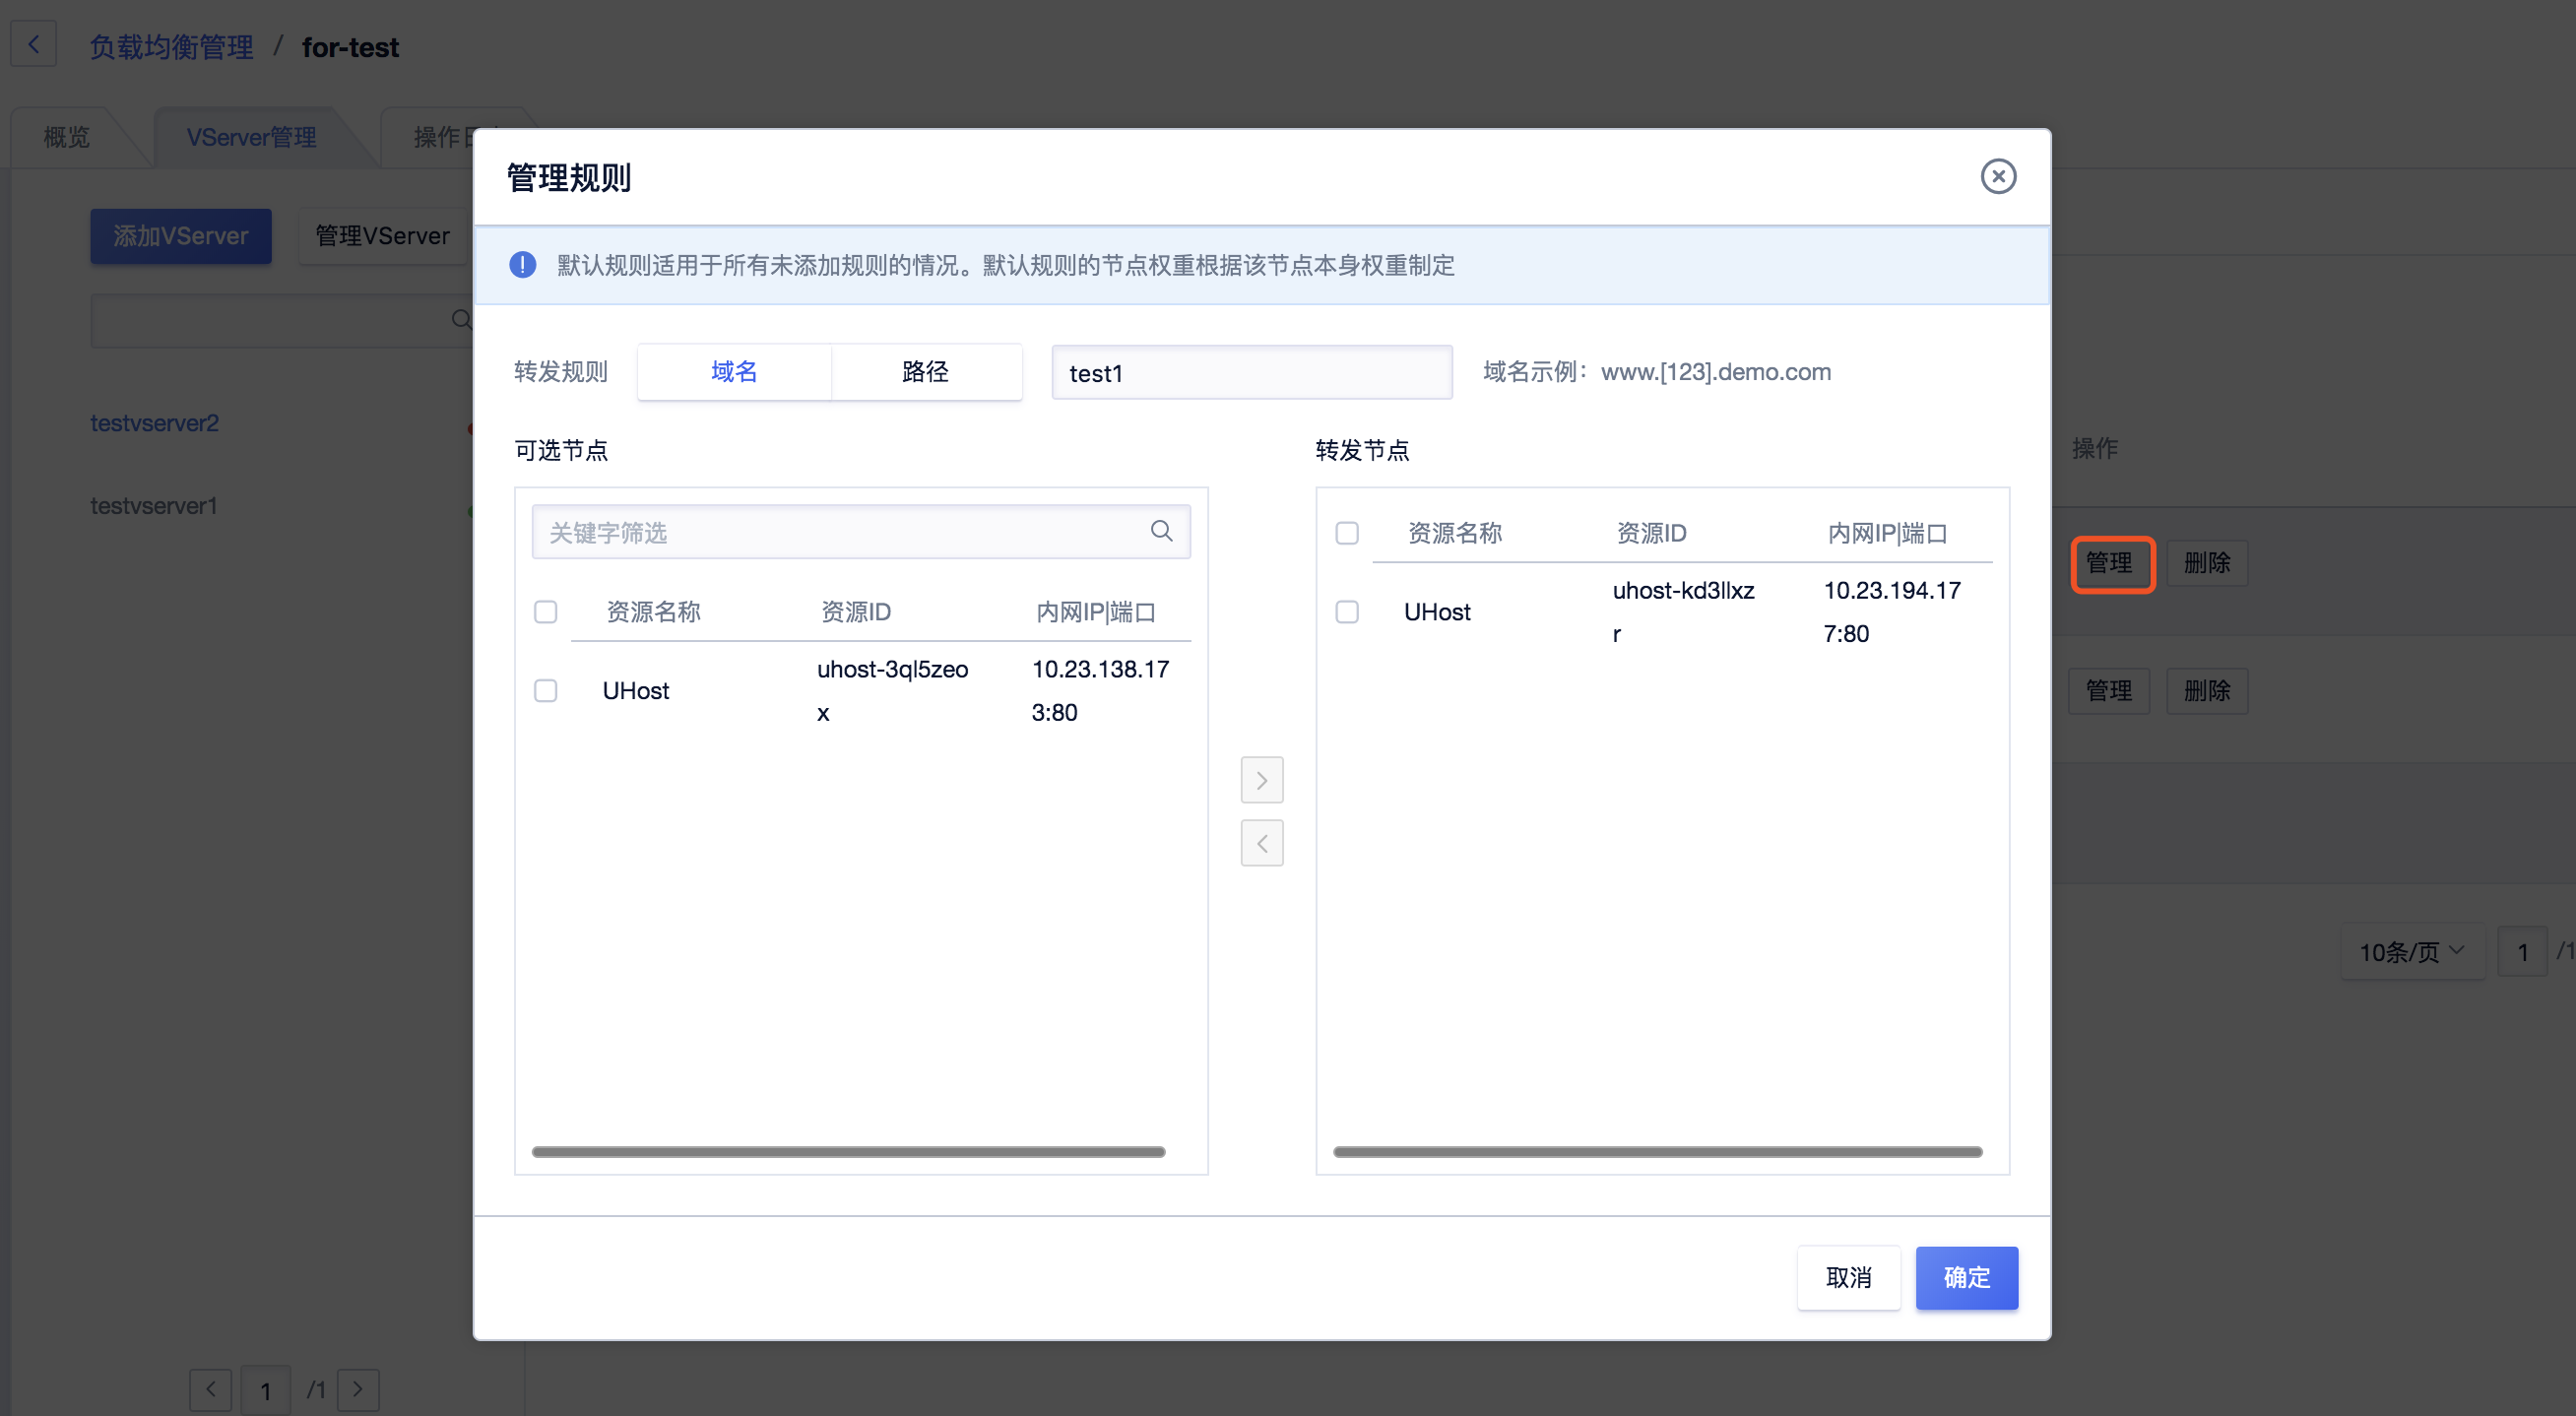 负载均衡管理 / for-test
概览
VServer管理
操作日
添加VServer
管理VServer
testvserver2
testvserver1
管理规则
默认规则适用于所有未添加规则的情况。默认规则的节点权重根据该节点本身权重制定
转发规则
域名
路径
test1
域名示例：www.[123].demo.com
可选节点
关键字筛选
资源名称 资源ID 内网IP|端口
UHost
uhost-3ql5zeo
x
10.23.138.17
3:80
转发节点
资源名称 资源ID 内网IP|端口
UHost
uhost-kd3llxz
r
10.23.194.17
7:80
取消
确定
操作
管理 删除
管理 删除
10条/页 1 /1
1 /1